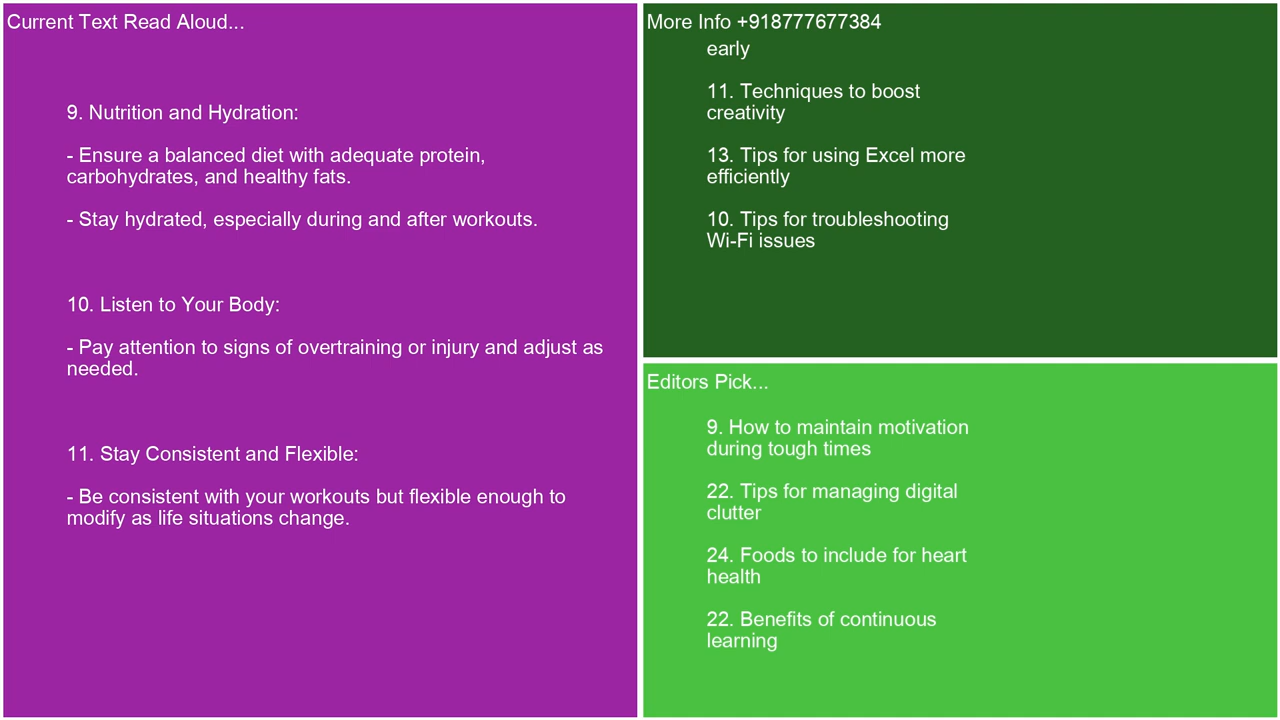 Current Text Read Aloud...
9. Nutrition and Hydration:
- Ensure a balanced diet with adequate protein,
carbohydrates, and healthy fats.
- Stay hydrated, especially during and after workouts.
10. Listen to Your Body:
- Pay attention to signs of overtraining or injury and adjust as
needed.
11. Stay Consistent and Flexible:
- Be consistent with your workouts but flexible enough to
modify as life situations change.
More Info +918777677384
early
11. Techniques to boost
creativity
13. Tips for using Excel more
efficiently
10. Tips for troubleshooting
Wi-Fi issues
Editors Pick...
9. How to maintain motivation
during tough times
22. Tips for managing digital
clutter
24. Foods to include for heart
health
22. Benefits of continuous
learning